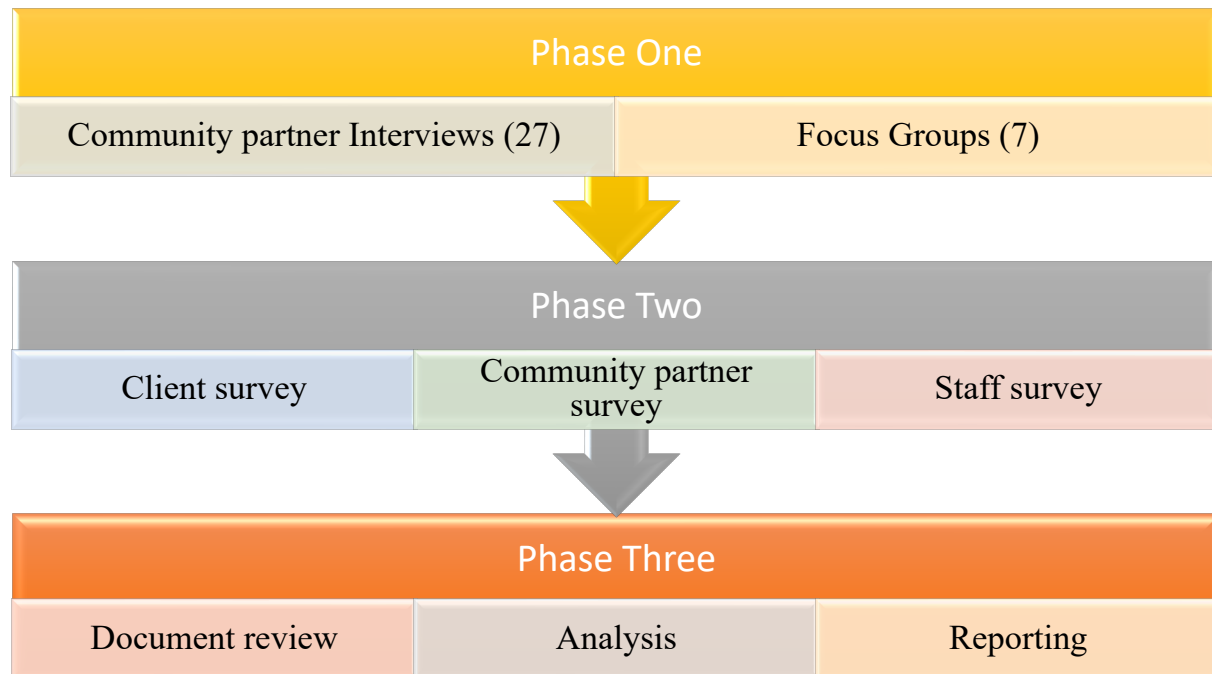 Phase One
Community partner Interviews (27)
Focus Groups (7)
Phase Two
Client survey
Community partner
survey
Staff survey
Phase Three
Document review
Analysis
Reporting